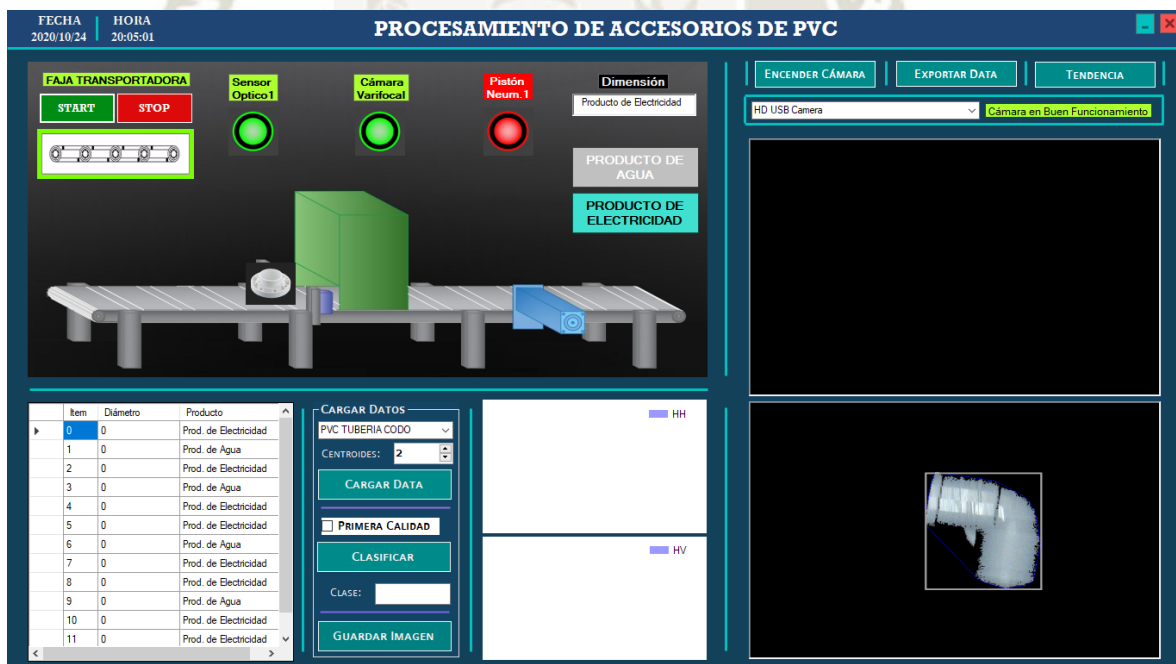 FECHA HORA
2020/10/24 20:05:01
PROCESAMIENTO DE ACCESORIOS DE PVC
FAJA TRANSPORTADORA
START STOP
Sensor
Optico1
Cámara
Varifocal
Pistón
Neum.1
Dimensión
Producto de Electricidad
PRODUCTO DE
AGUA
PRODUCTO DE
ELECTRICIDAD
ENCENDER CÁMARA EXPORTAR DATA TENDENCIA
HD USB Camera Cámara en Buen Funcionamiento
Item Diámetro Producto
0 0 Prod. de Electricidad
1 0 Prod. de Agua
2 0 Prod. de Electricidad
3 0 Prod. de Agua
4 0 Prod. de Electricidad
5 0 Prod. de Electricidad
6 0 Prod. de Agua
7 0 Prod. de Electricidad
8 0 Prod. de Electricidad
9 0 Prod. de Agua
10 0 Prod. de Electricidad
11 0 Prod. de Electricidad
CARGAR DATOS
PVC TUBERIA CODO
CENTROIDES: 2
CARGAR DATA
PRIMERA CALIDAD
CLASIFICAR
CLASE:
GUARDAR IMAGEN
HH
HV